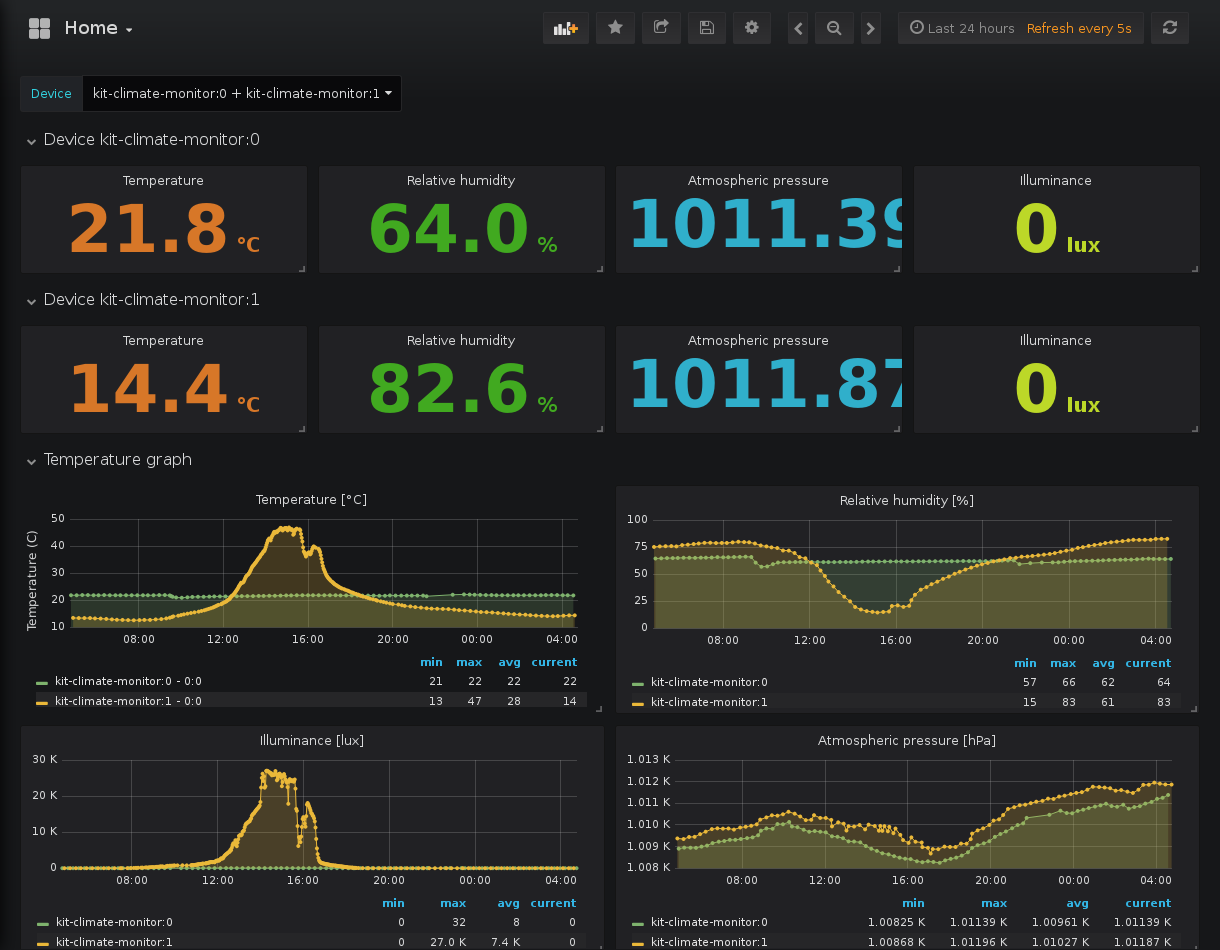 Home
Last 24 hours Refresh every 5s
Device kit-climate-monitor:0 + kit-climate-monitor:1
Device kit-climate-monitor:0
Temperature Relative humidity Atmospheric pressure Illuminance
21.8 °C 64.0 % 1011.39 0 lux
Device kit-climate-monitor:1
Temperature Relative humidity Atmospheric pressure Illuminance
14.4 °C 82.6 % 1011.87 0 lux
Temperature graph
Temperature [°C]
Temperature (C)
50
40
30
20
10
08:00 12:00 16:00 20:00 00:00 04:00
min max avg current
kit-climate-monitor:0 - 0:0 21 22 22 22
kit-climate-monitor:1 - 0:0 13 47 28 14
Relative humidity [%]
100
75
50
25
0
08:00 12:00 16:00 20:00 00:00 04:00
min max avg current
kit-climate-monitor:0 57 66 62 64
kit-climate-monitor:1 15 83 61 83
Illuminance [lux]
30 K
20 K
10 K
0
08:00 12:00 16:00 20:00 00:00 04:00
min max avg current
kit-climate-monitor:0 0 32 8 0
kit-climate-monitor:1 0 27.0 K 7.4 K 0
Atmospheric pressure [hPa]
1.013 K
1.012 K
1.011 K
1.010 K
1.009 K
1.008 K
08:00 12:00 16:00 20:00 00:00 04:00
min max avg current
kit-climate-monitor:0 1.00825 K 1.01139 K 1.00961 K 1.01139 K
kit-climate-monitor:1 1.00868 K 1.01196 K 1.01027 K 1.01187 K